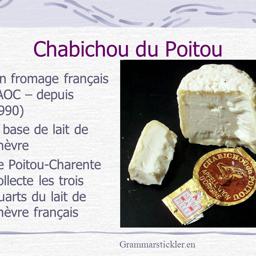 Chabichou du Poitou
n fromage français
AOC – depuis
990)
base de lait de
hèvre
e Poitou-Charente
ollecte les trois
uarts du lait de
hèvre français
CHABICHOU
POITOU
Grammarstickler.en